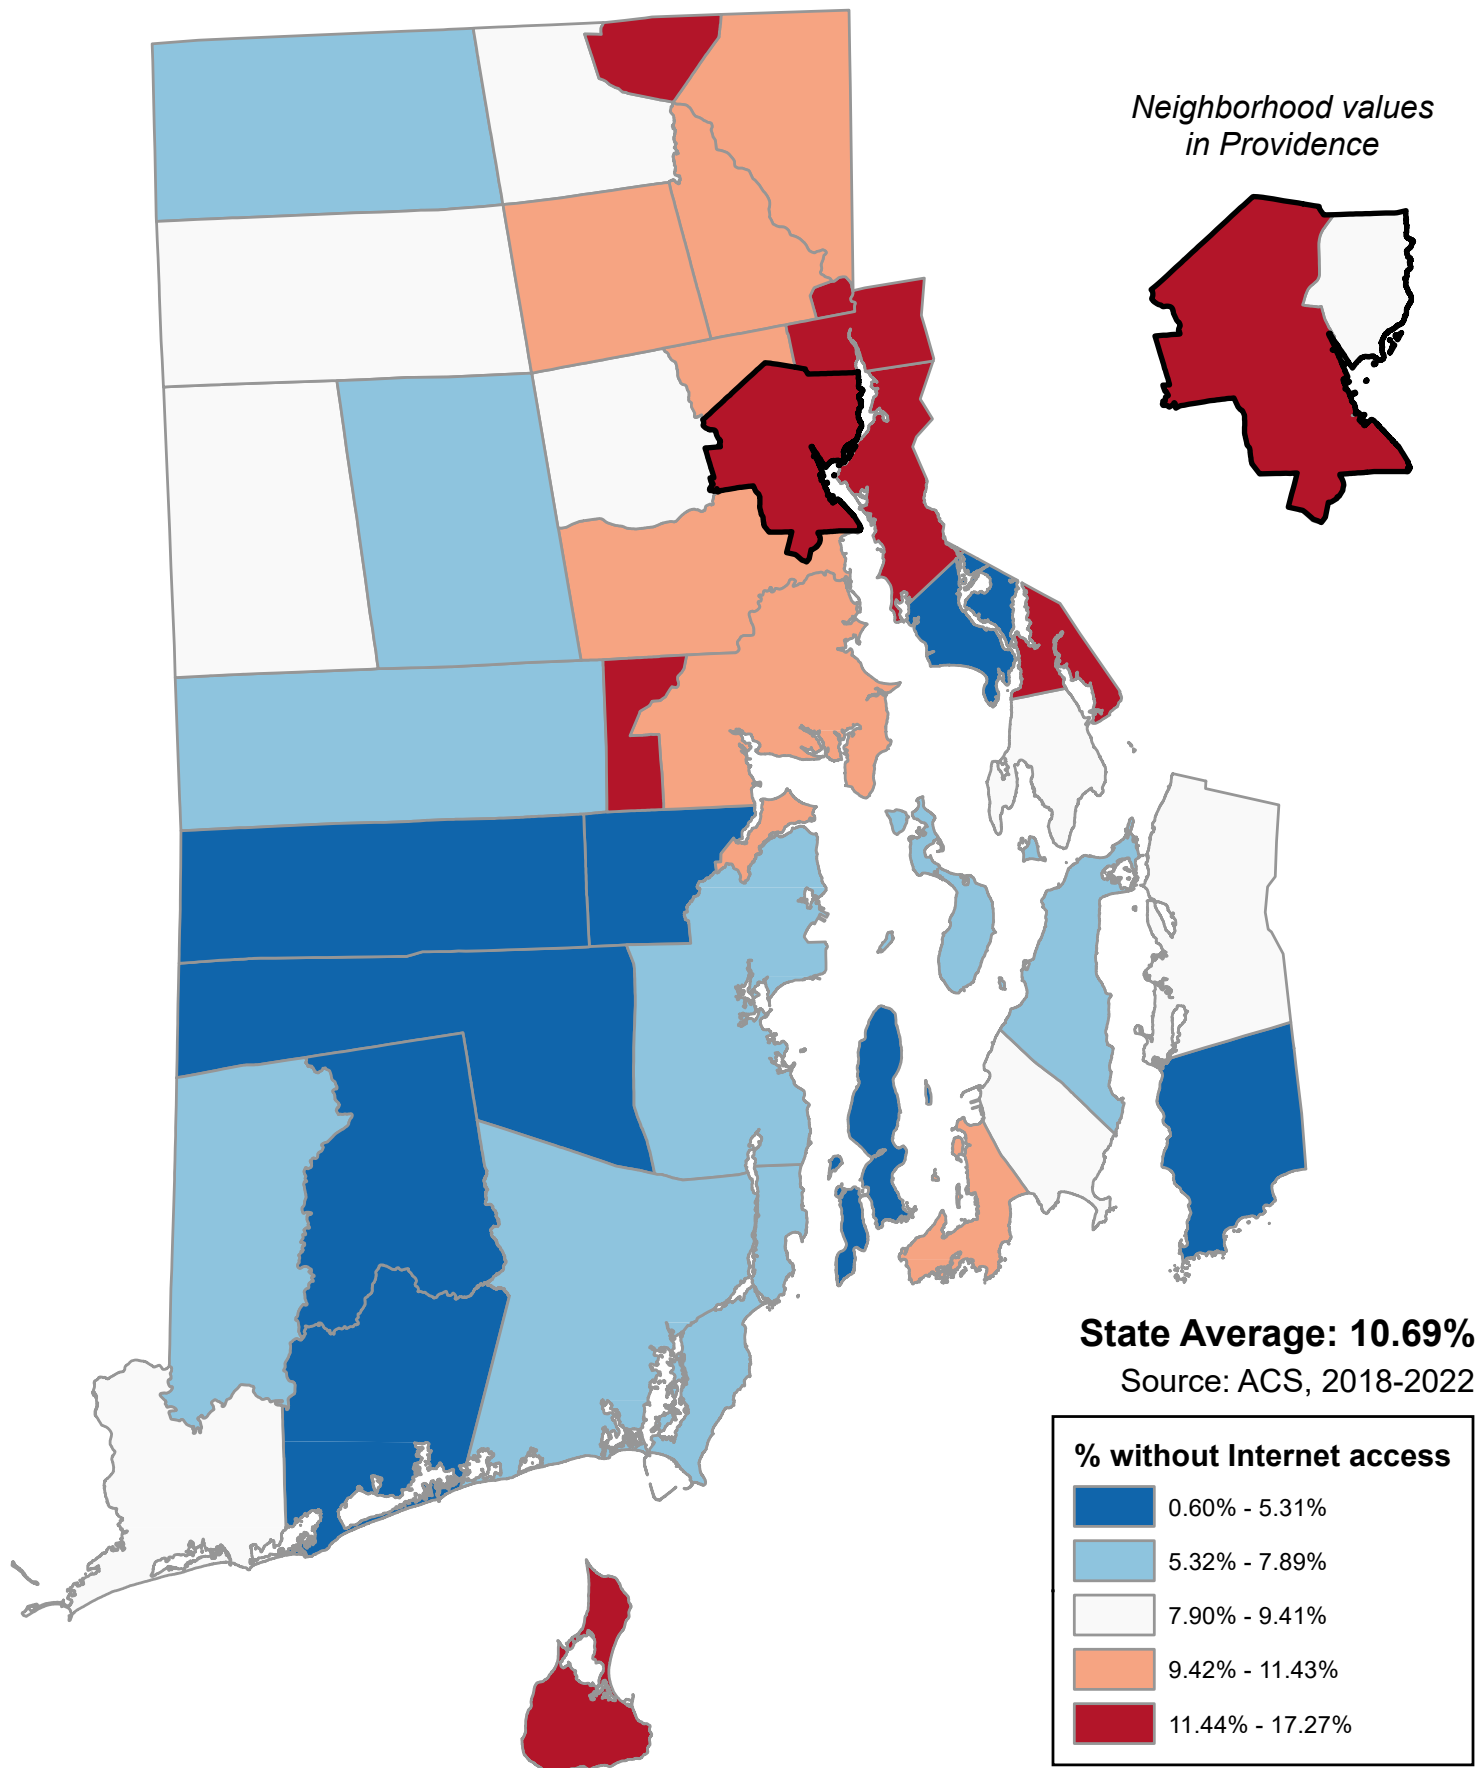 Neighborhood values
in Providence
State Average: 10.69%
Source: ACS, 2018-2022
% without Internet access
0.60% - 5.31%
5.32% - 7.89%
7.90% - 9.41%
9.42% - 11.43%
11.44% - 17.27%